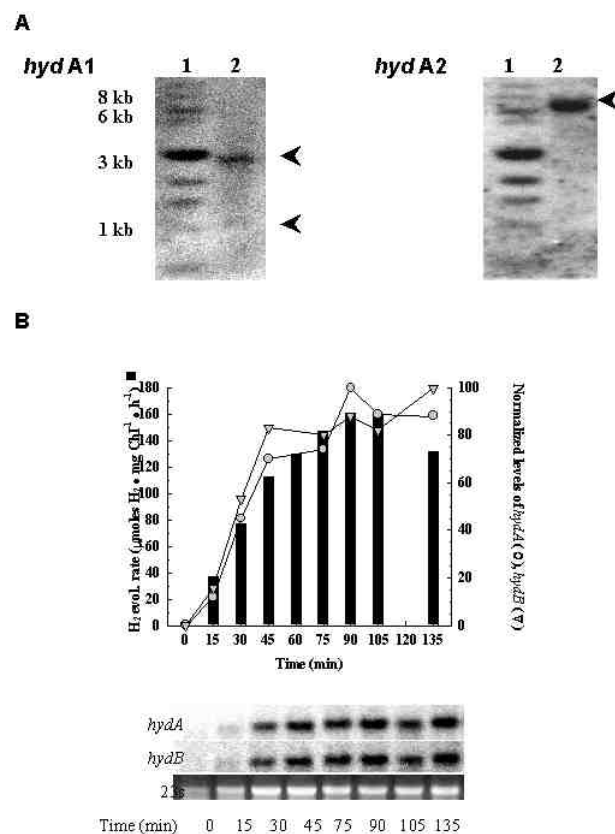 A
hyd A1
1 2
8 kb
6 kb
3 kb
1 kb
hyd A2
1 2
B
H2 evol. rate (μmoles H2 • mg Chl-1 • h-1)
180
160
140
120
100
80
60
40
20
0
100
80
60
40
20
0
Normalized levels of hydA (O), hydB (∇)
0 15 30 45 60 75 90 105 120 135
Time (min)
hydA
hydB
23s
Time (min) 0 15 30 45 75 90 105 135